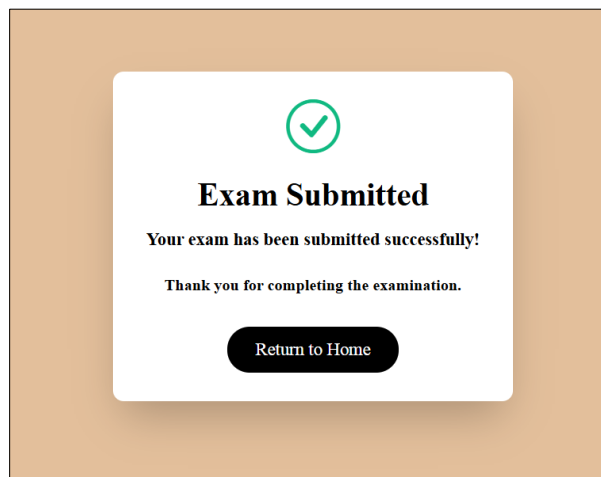 Exam Submitted
Your exam has been submitted successfully!
Thank you for completing the examination.
Return to Home